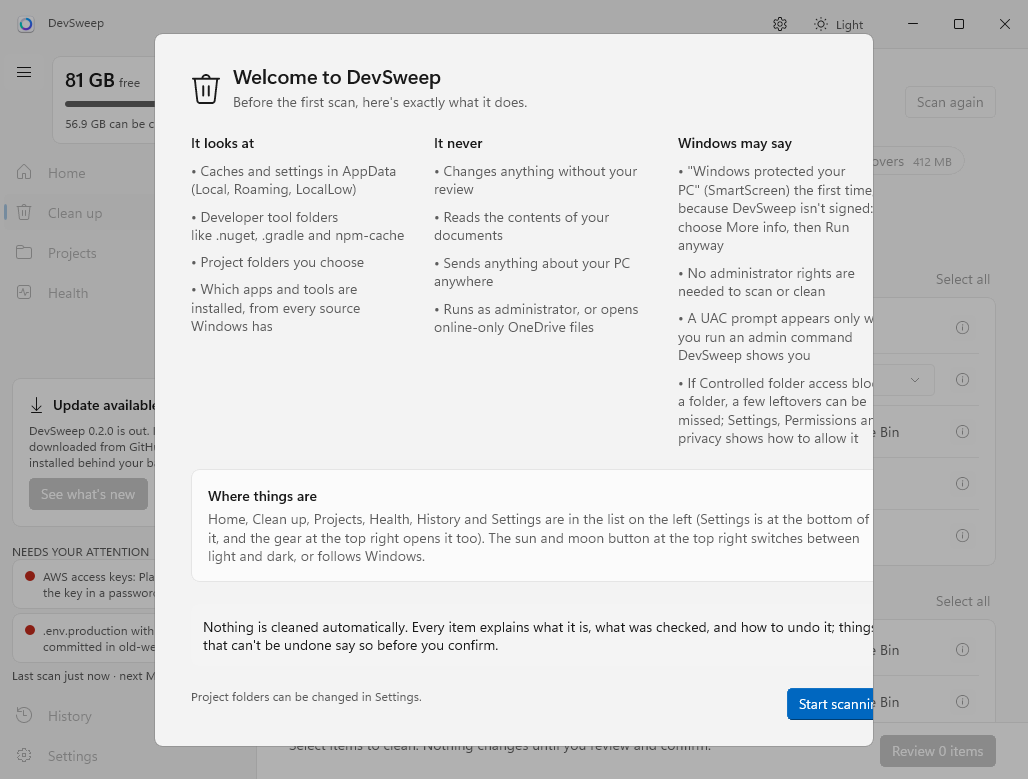 DevSweep
Light
81 GB free
56.9 GB can be c
Home
Clean up
Projects
Health
Update available
DevSweep 0.2.0 is out.
downloaded from GitHu
installed behind your ba
See what's new
NEEDS YOUR ATTENTION
AWS access keys: Pla
the key in a password
.env.production with
committed in old-we
Last scan just now · next M
History
Settings
Welcome to DevSweep
Before the first scan, here's exactly what it does.
It looks at
• Caches and settings in AppData
(Local, Roaming, LocalLow)
• Developer tool folders
like .nuget, .gradle and npm-cache
• Project folders you choose
• Which apps and tools are
installed, from every source
Windows has
It never
• Changes anything without your
review
• Reads the contents of your
documents
• Sends anything about your PC
anywhere
• Runs as administrator, or opens
online-only OneDrive files
Windows may say
• "Windows protected your
PC" (SmartScreen) the first time,
because DevSweep isn't signed:
choose More info, then Run
anyway
• No administrator rights are
needed to scan or clean
• A UAC prompt appears only w
you run an admin command
DevSweep shows you
• If Controlled folder access blo
a folder, a few leftovers can be
missed; Settings, Permissions an
privacy shows how to allow it
Where things are
Home, Clean up, Projects, Health, History and Settings are in the list on the left (Settings is at the bottom of
it, and the gear at the top right opens it too). The sun and moon button at the top right switches between
light and dark, or follows Windows.
Nothing is cleaned automatically. Every item explains what it is, what was checked, and how to undo it; things
that can't be undone say so before you confirm.
Project folders can be changed in Settings.
Start scannin
Scan again
overs 412 MB
Select all
e Bin
Select all
e Bin
e Bin
Select items to clean. Nothing changes until you review and confirm.
Review 0 items